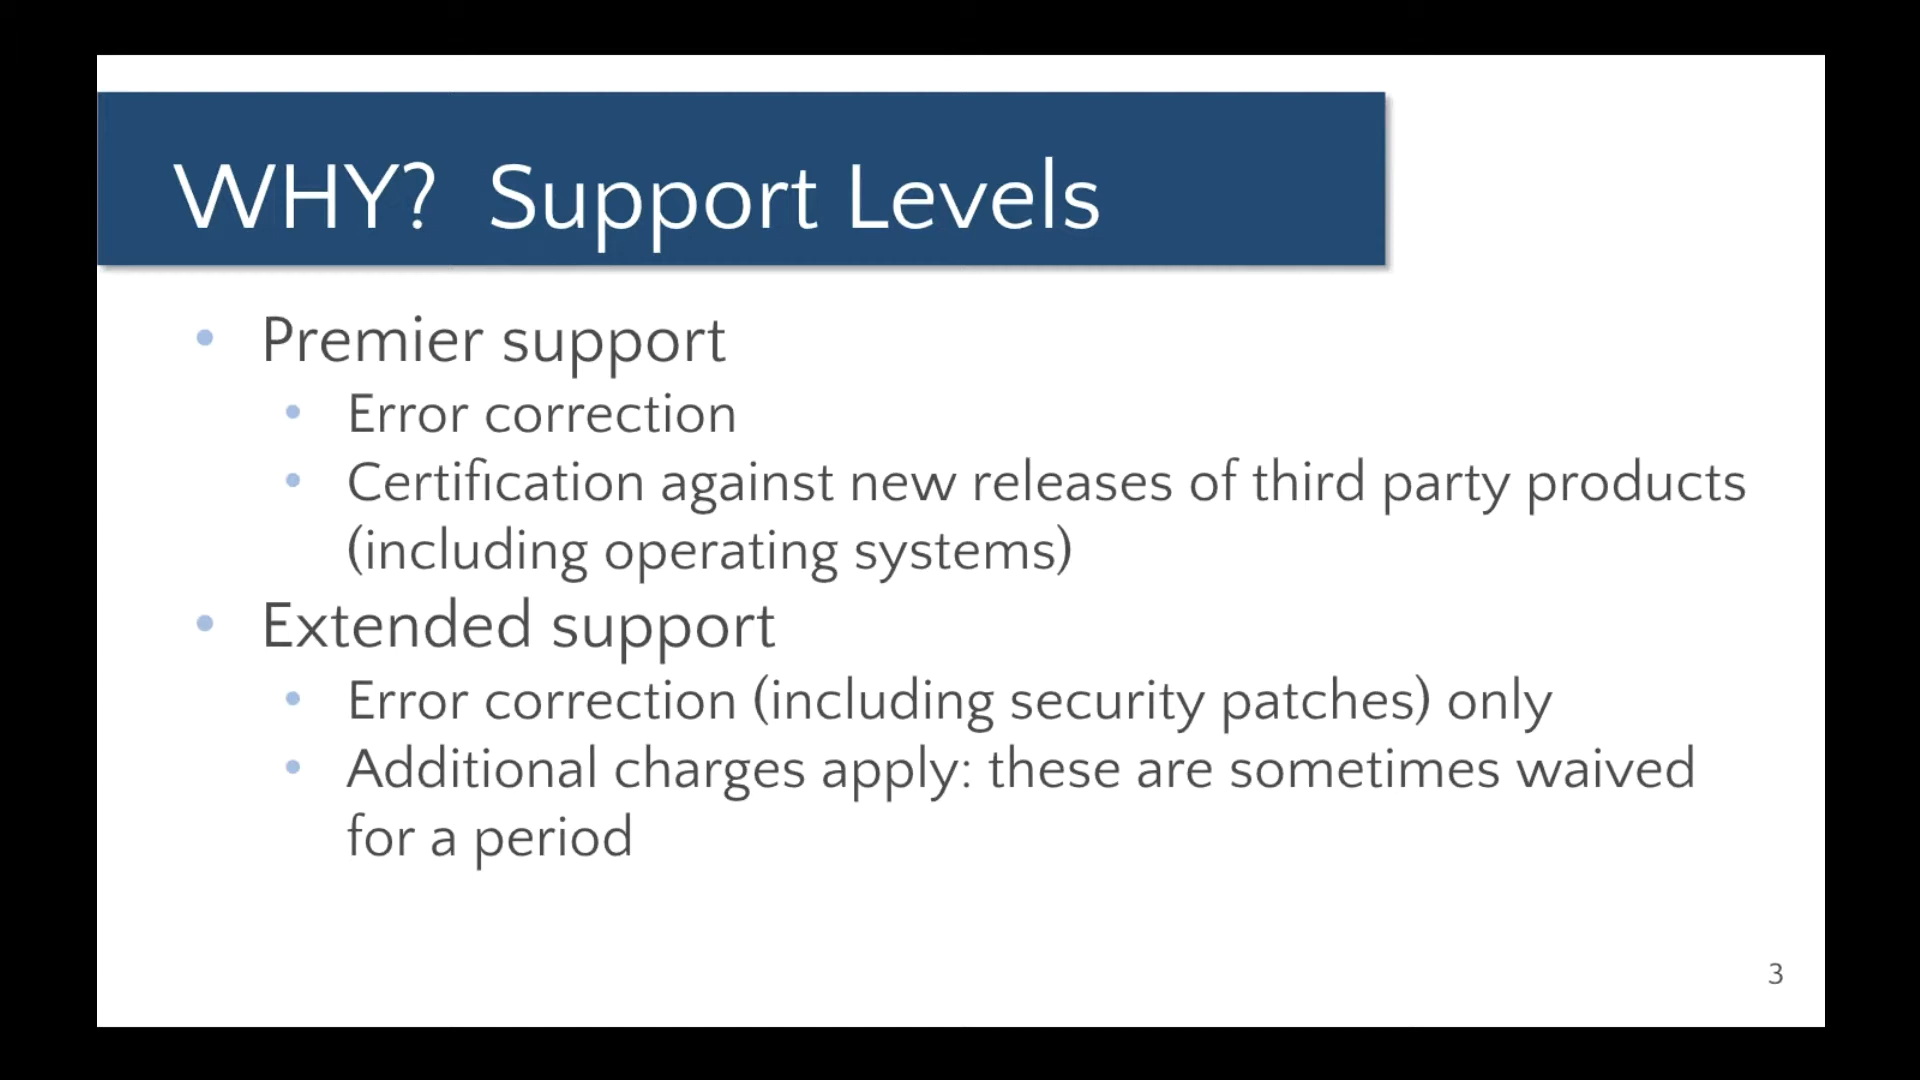 WHY? Support Levels
• Premier support
• Error correction
• Certification against new releases of third party products
(including operating systems)
• Extended support
• Error correction (including security patches) only
• Additional charges apply: these are sometimes waived
for a period
3